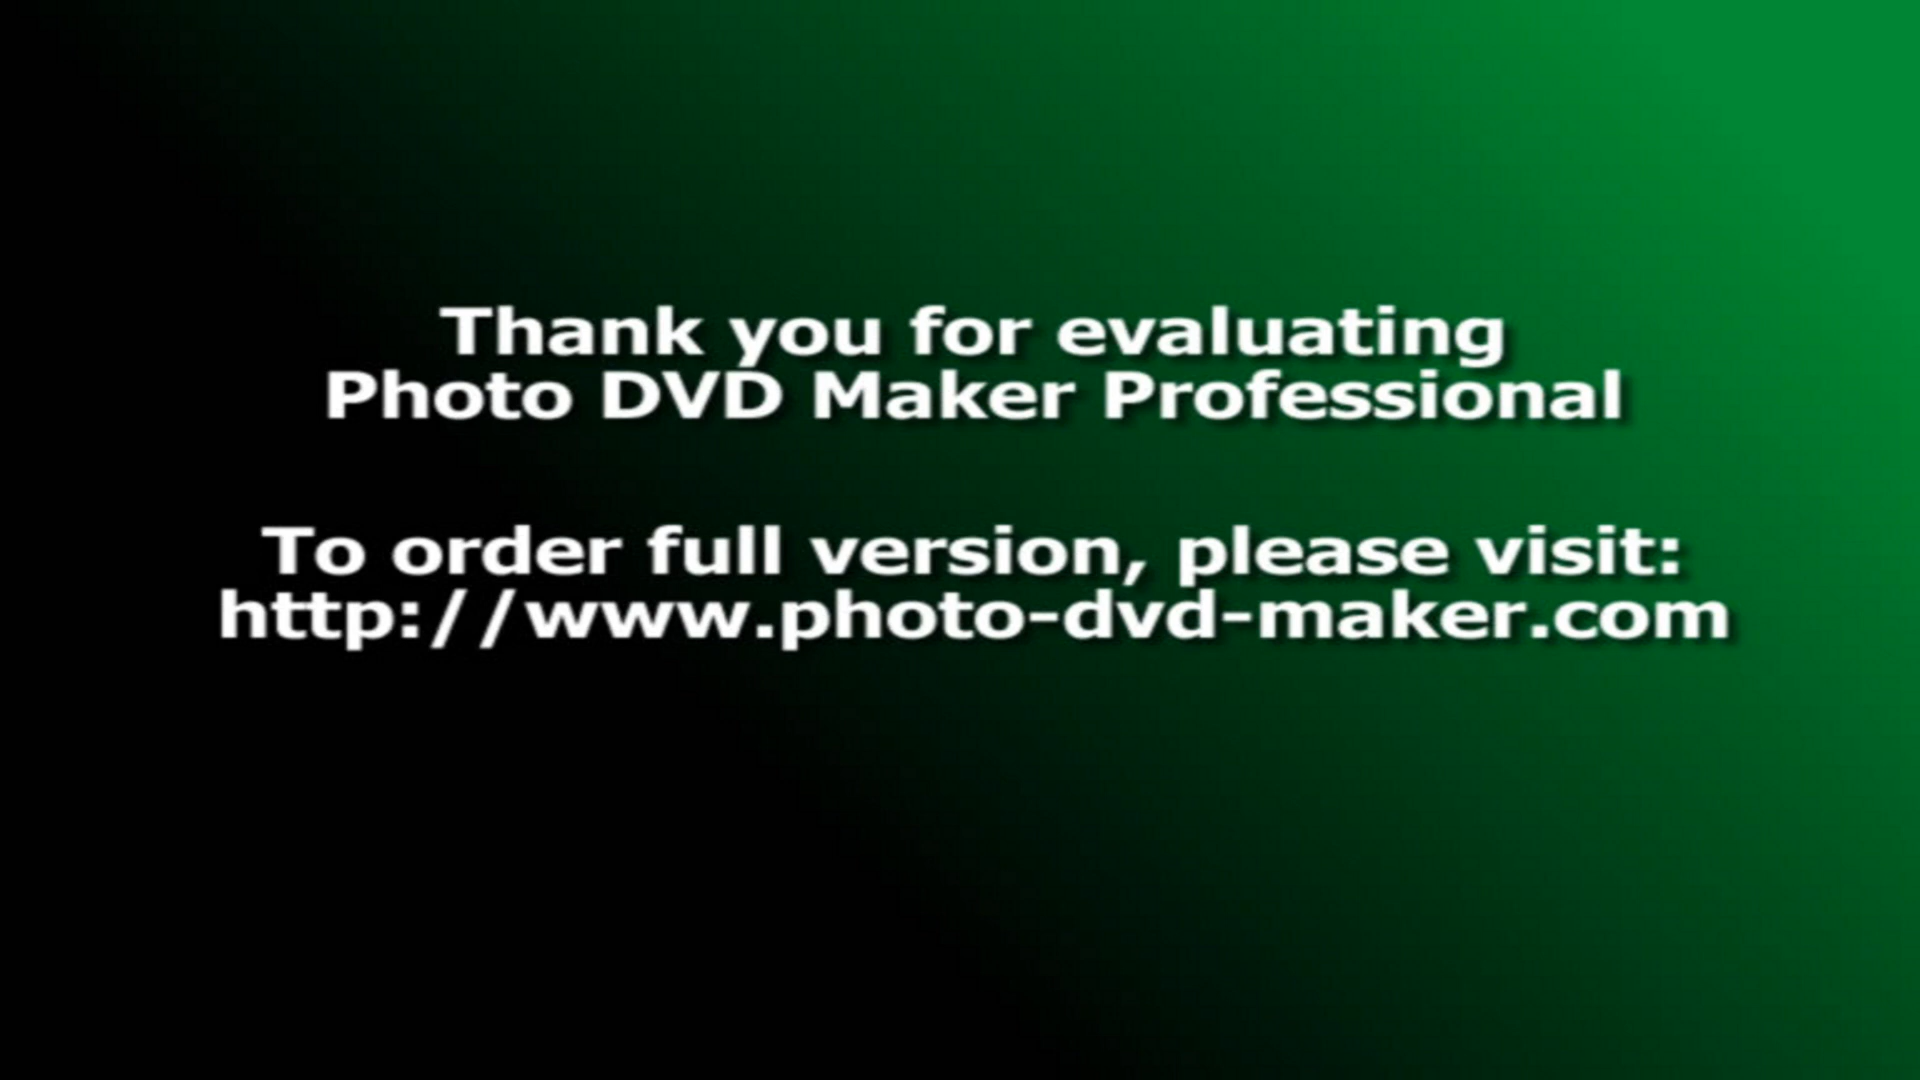 Thank you for evaluating
Photo DVD Maker Professional
To order full version, please visit:
http://www.photo-dvd-maker.com